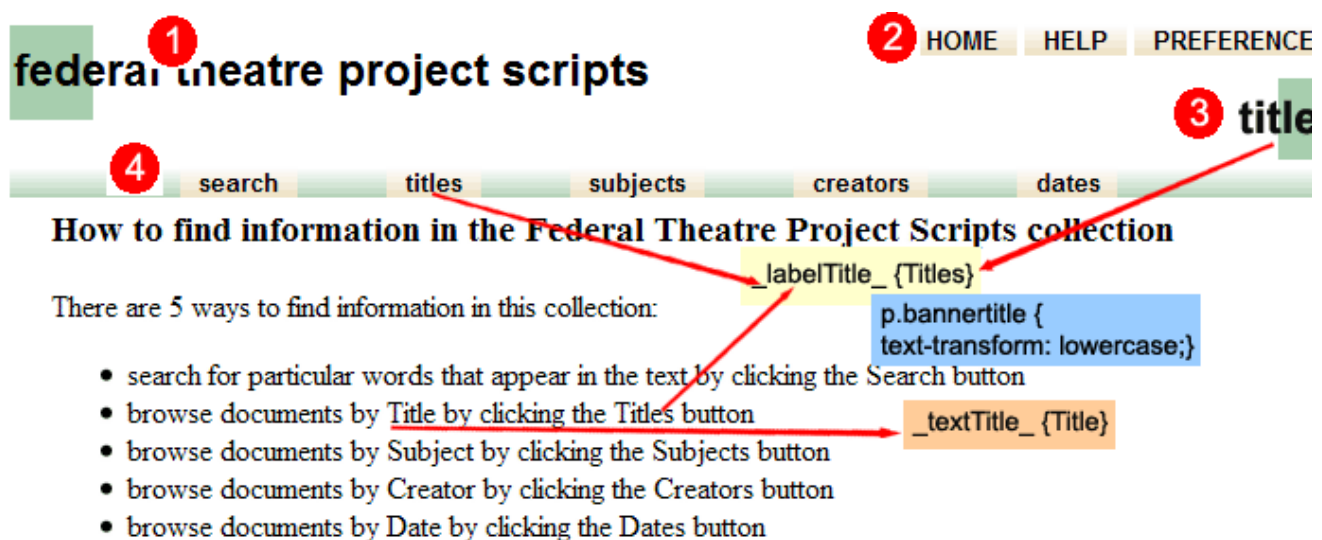 1
2 HOME HELP PREFERENCE
federal theatre project scripts
3 title
4 search titles subjects creators dates
How to find information in the Federal Theatre Project Scripts collection
_labelTitle_ {Titles}
There are 5 ways to find information in this collection:
p.bannertitle {
text-transform: lowercase;}
• search for particular words that appear in the text by clicking the Search button
• browse documents by Title by clicking the Titles button
_textTitle_ {Title}
• browse documents by Subject by clicking the Subjects button
• browse documents by Creator by clicking the Creators button
• browse documents by Date by clicking the Dates button